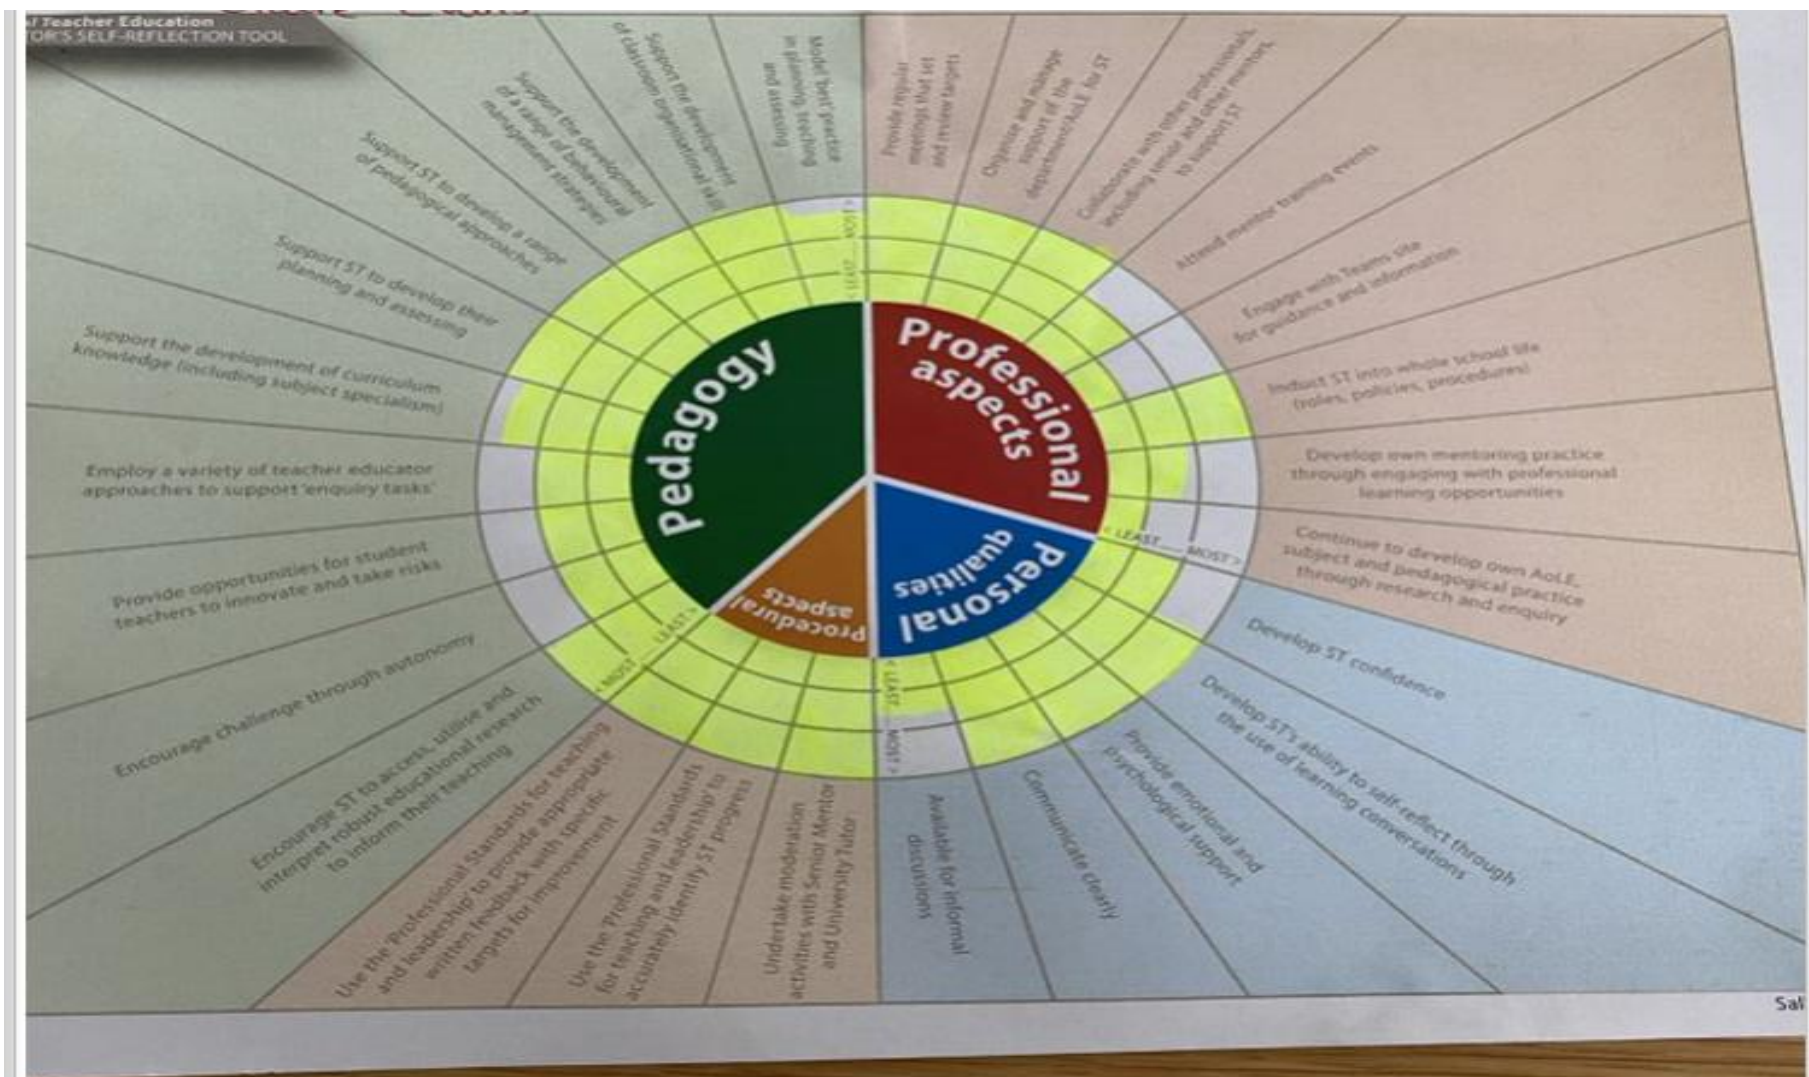 Teacher Education
TOR'S SELF-REFLECTION TOOL
Model 'best' practice
in planning, teaching
and assessing
Provide regular
meetings that set
and review targets
Organise and manage
support of the
department/AoLE for ST
Collaborate with other professionals,
including senior and other mentors,
to support ST
Attend mentor training events
Engage with Teams site
for guidance and information
Induct ST into whole school life
(roles, policies, procedures)
Develop own mentoring practice
through engaging with professional
learning opportunities
Continue to develop own AoLE,
subject and pedagogical practice
through research and enquiry
Develop ST confidence
Develop ST's ability to self-reflect through
the use of learning conversations
Provide emotional and
psychological support
Communicate clearly
Available for informal
discussions
Undertake moderation
activities with Senior Mentor
and University Tutor
Use the 'Professional Standards
for teaching and leadership' to
accurately identify ST progress
Use the 'Professional Standards for teaching
and leadership' to provide appropriate
written feedback with specific
targets for improvement
Encourage ST to access, utilise and
interpret robust educational research
to inform their teaching
Encourage challenge through autonomy
Provide opportunities for student
teachers to innovate and take risks
Employ a variety of teacher educator
approaches to support 'enquiry tasks'
Support the development of curriculum
knowledge (including subject specialism)
Support ST to develop their
planning and assessing
Support ST to develop a range
of pedagogical approaches
Support the development
of a range of behavioural
management strategies
Support the development
of classroom organisational skills
Pedagogy
Professional
aspects
Personal
qualities
Procedural
aspects
< LEAST MOST >
< LEAST MOST >
< LEAST MOST >
< MOST LEAST >
Sal